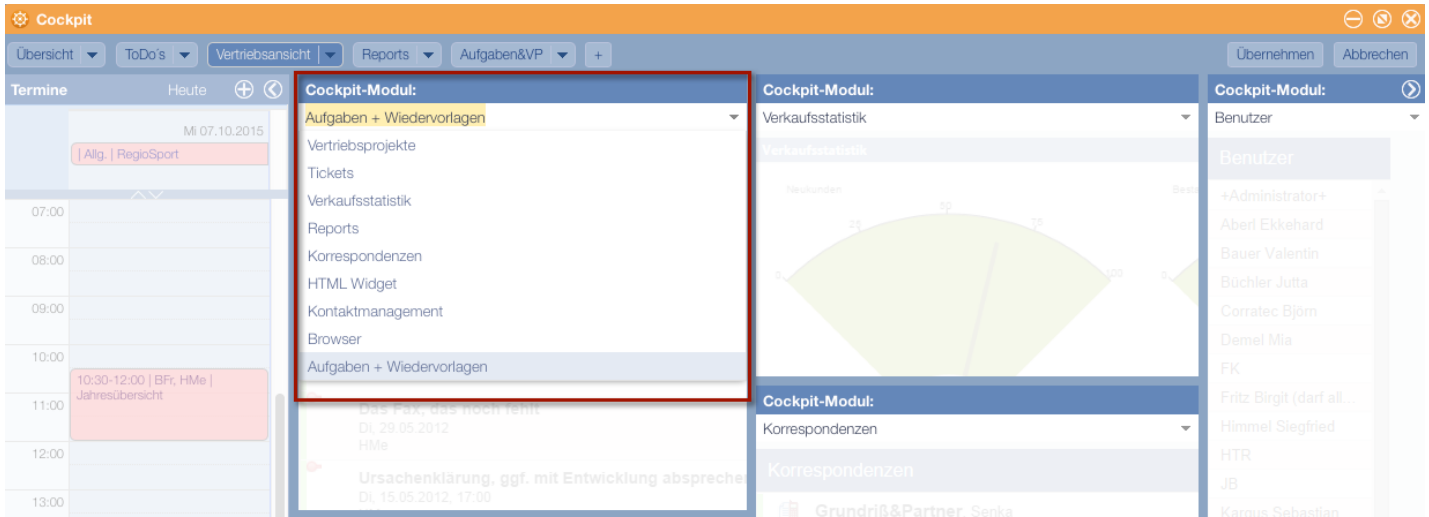 Cockpit
Übersicht
ToDo´s
Vertriebsansicht
Reports
Aufgaben&VP
+
Übernehmen
Abbrechen
Termine
Heute
Mi 07.10.2015
| Allg. | RegioSport
07:00
08:00
09:00
10:00
10:30-12:00 | BFr, HMe |
Jahresübersicht
11:00
12:00
13:00
Cockpit-Modul:
Aufgaben + Wiedervorlagen
Vertriebsprojekte
Tickets
Verkaufsstatistik
Reports
Korrespondenzen
HTML Widget
Kontaktmanagement
Browser
Aufgaben + Wiedervorlagen
Das Fax, das noch fehlt
Di, 29.05.2012
HMe
Ursachenklärung, ggf. mit Entwicklung abspreche
Di, 15.05.2012, 17:00
Cockpit-Modul:
Verkaufsstatistik
Verkaufsstatistik
Neukunden
Besu
0
25
50
75
100
0
Cockpit-Modul:
Korrespondenzen
Korrespondenzen
Grundriß&Partner, Senka
Cockpit-Modul:
Benutzer
Benutzer
+Administrator+
Aberl Ekkehard
Bauer Valentin
Büchler Jutta
Corratec Björn
Demel Mia
FK
Fritz Birgit (darf all...
Himmel Siegfried
HTR
JB
Kargus Sebastian